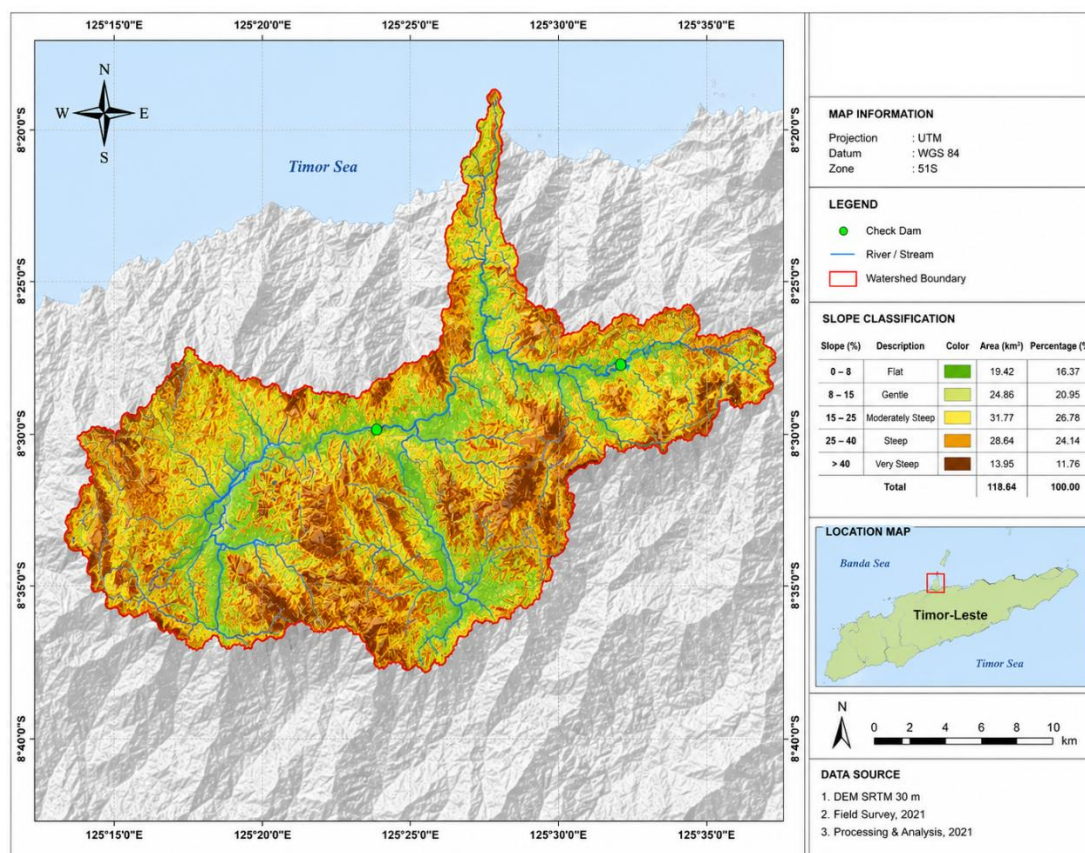 125°15'0"E 125°20'0"E 125°25'0"E 125°30'0"E 125°35'0"E
N
W E
S
Timor Sea
8°20'0"S 8°20'0"S
8°25'0"S 8°25'0"S
8°30'0"S 8°30'0"S
8°35'0"S 8°35'0"S
8°40'0"S 8°40'0"S
125°15'0"E 125°20'0"E 125°25'0"E 125°30'0"E 125°35'0"E
MAP INFORMATION
Projection : UTM
Datum : WGS 84
Zone : 51S
LEGEND
Check Dam
River / Stream
Watershed Boundary
SLOPE CLASSIFICATION
Slope (%) Description Color Area (km²) Percentage (%
0 – 8 Flat 19.42 16.37
8 – 15 Gentle 24.86 20.95
15 – 25 Moderately Steep 31.77 26.78
25 – 40 Steep 28.64 24.14
> 40 Very Steep 13.95 11.76
Total 118.64 100.00
LOCATION MAP
Banda Sea
Timor-Leste
Timor Sea
N
0 2 4 6 8 10
km
DATA SOURCE
1. DEM SRTM 30 m
2. Field Survey, 2021
3. Processing & Analysis, 2021